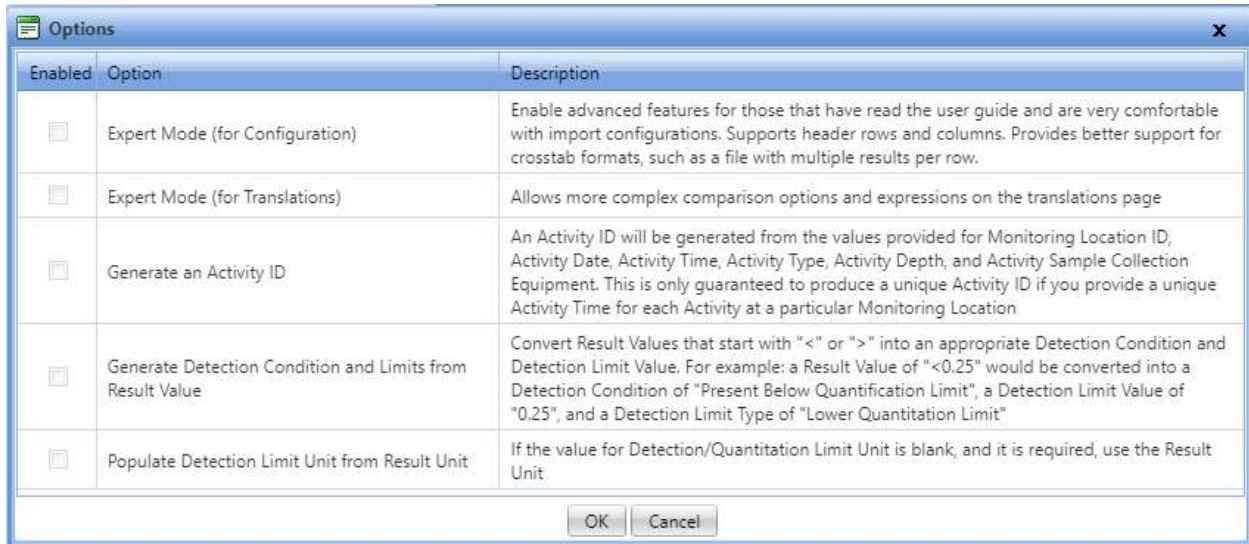 Options
x
Enabled Option Description
Expert Mode (for Configuration)
Enable advanced features for those that have read the user guide and are very comfortable
with import configurations. Supports header rows and columns. Provides better support for
crosstab formats, such as a file with multiple results per row.
Expert Mode (for Translations)
Allows more complex comparison options and expressions on the translations page
Generate an Activity ID
An Activity ID will be generated from the values provided for Monitoring Location ID,
Activity Date, Activity Time, Activity Type, Activity Depth, and Activity Sample Collection
Equipment. This is only guaranteed to produce a unique Activity ID if you provide a unique
Activity Time for each Activity at a particular Monitoring Location
Generate Detection Condition and Limits from
Result Value
Convert Result Values that start with "<" or ">" into an appropriate Detection Condition and
Detection Limit Value. For example: a Result Value of "<0.25" would be converted into a
Detection Condition of "Present Below Quantification Limit", a Detection Limit Value of
"0.25", and a Detection Limit Type of "Lower Quantitation Limit"
Populate Detection Limit Unit from Result Unit
If the value for Detection/Quantitation Limit Unit is blank, and it is required, use the Result
Unit
OK Cancel